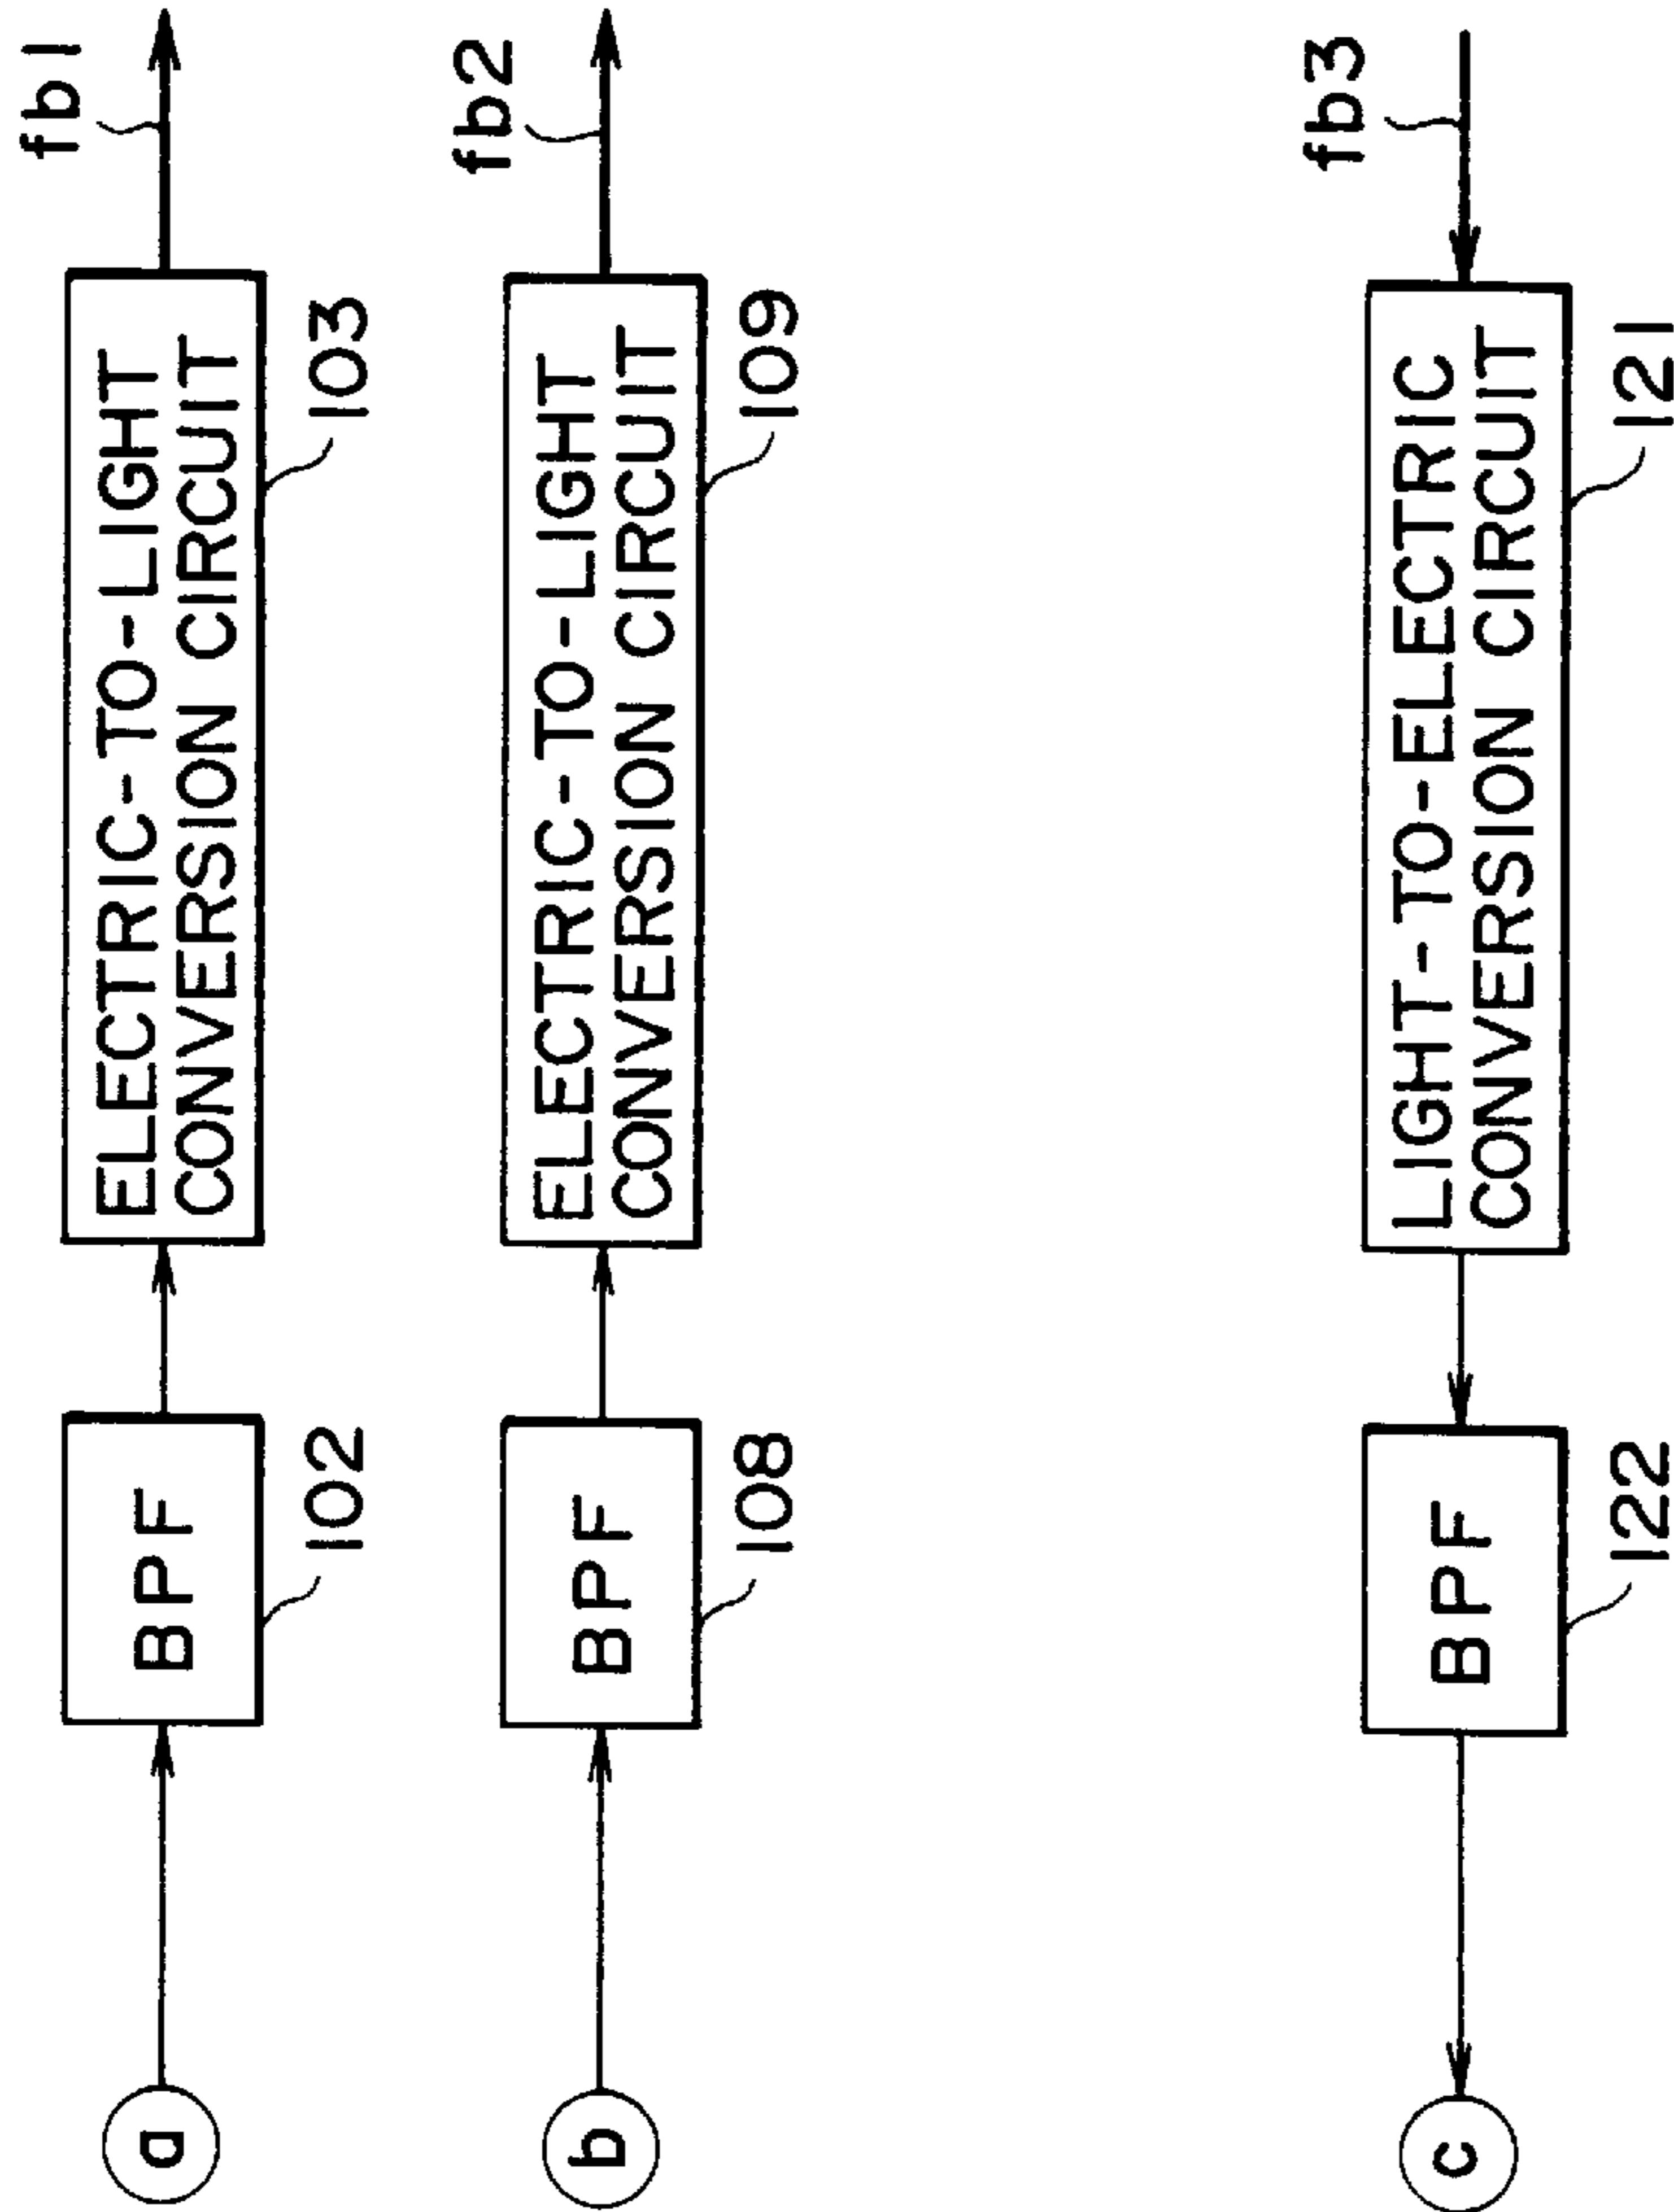 a
BPF
102
ELECTRIC-TO-LIGHT
CONVERSION CIRCUIT
103
fb1
b
BPF
108
ELECTRIC-TO-LIGHT
CONVERSION CIRCUIT
109
fb2
c
BPF
122
LIGHT-TO-ELECTRIC
CONVERSION CIRCUIT
121
fb3